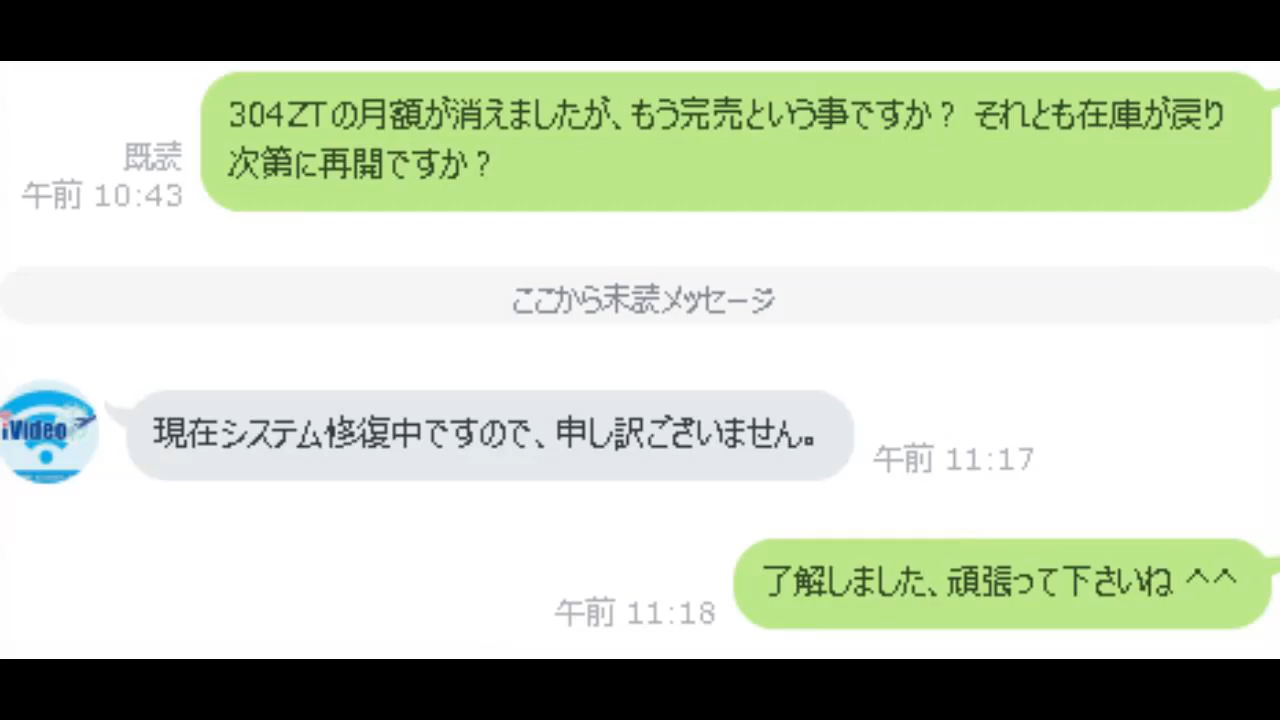 304ZTの月額が消えましたが、もう完売という事ですか？ それとも在庫が戻り
次第に再開ですか？
既読
午前 10:43
ここから未読メッセージ
iVideo
現在システム修復中ですので、申し訳ございません。
午前 11:17
了解しました、頑張って下さいね ^^
午前 11:18